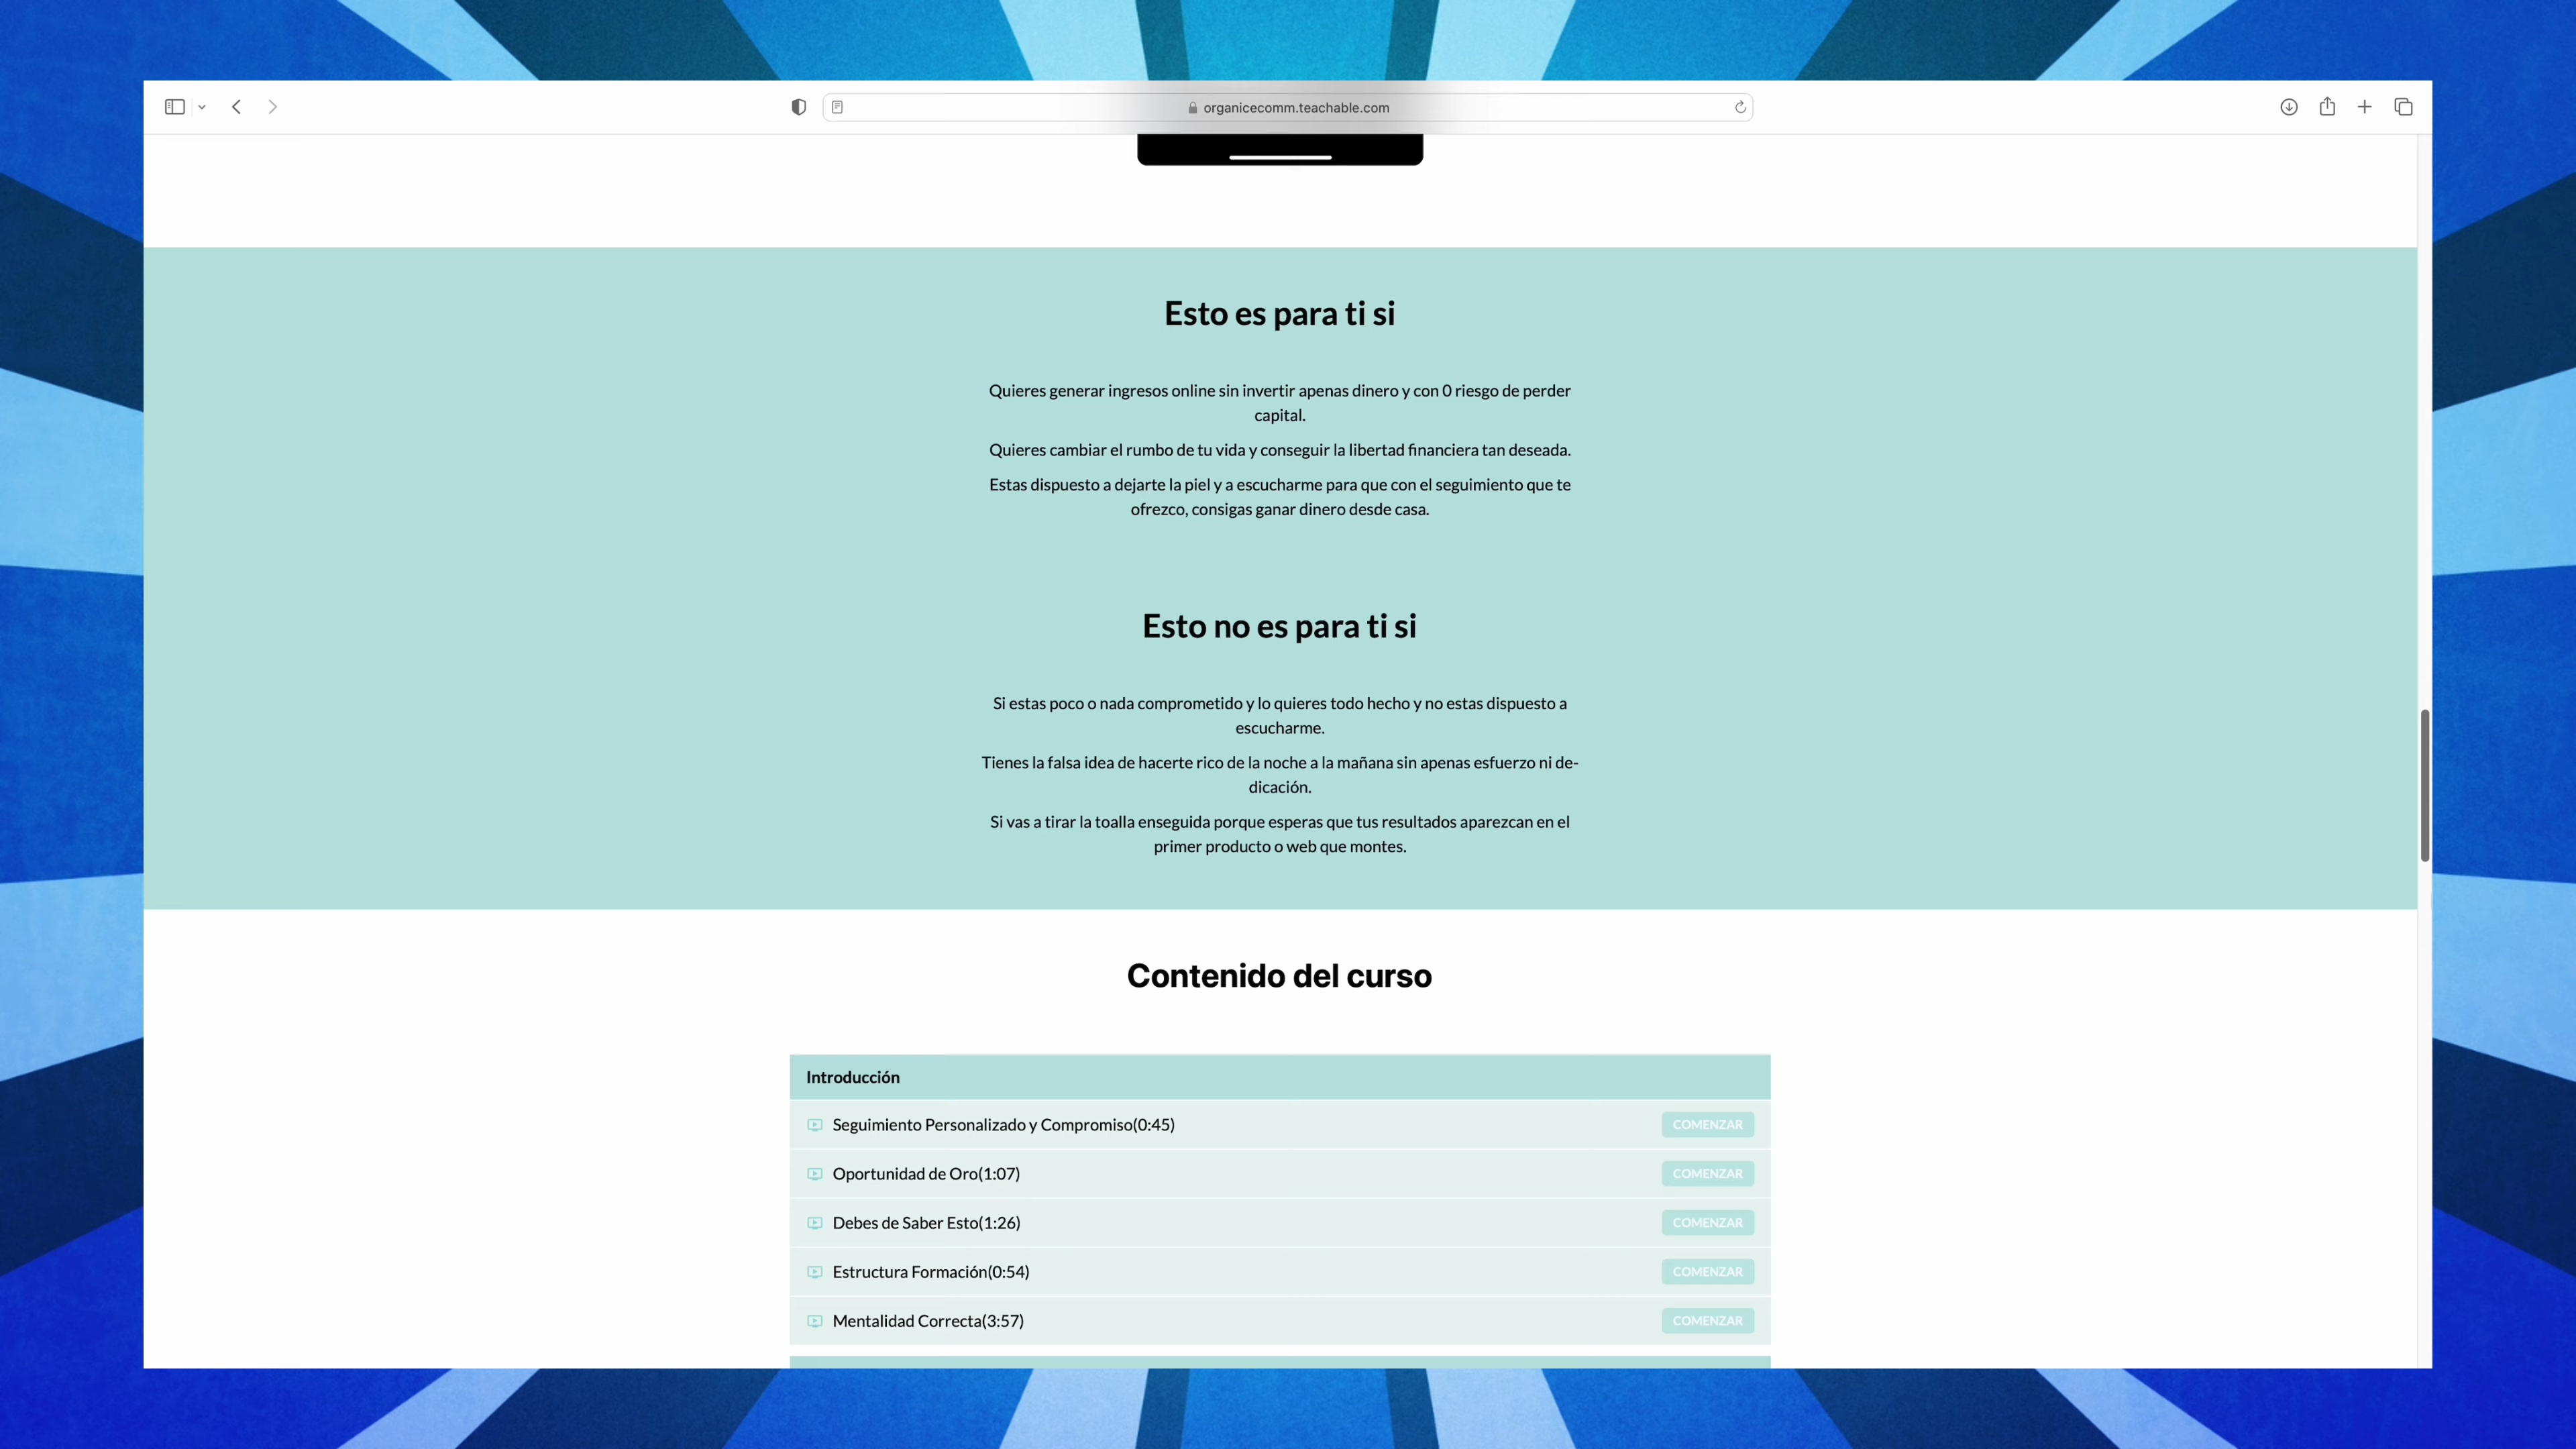 organicecomm.teachable.com
Esto es para ti si
Quieres generar ingresos online sin invertir apenas dinero y con 0 riesgo de perder
capital.
Quieres cambiar el rumbo de tu vida y conseguir la libertad financiera tan deseada.
Estas dispuesto a dejarte la piel y a escucharme para que con el seguimiento que te
ofrezco, consigas ganar dinero desde casa.
Esto no es para ti si
Si estas poco o nada comprometido y lo quieres todo hecho y no estas dispuesto a
escucharme.
Tienes la falsa idea de hacerte rico de la noche a la mañana sin apenas esfuerzo ni de-
dicación.
Si vas a tirar la toalla enseguida porque esperas que tus resultados aparezcan en el
primer producto o web que montes.
Contenido del curso
Introducción
Seguimiento Personalizado y Compromiso(0:45) COMENZAR
Oportunidad de Oro(1:07) COMENZAR
Debes de Saber Esto(1:26) COMENZAR
Estructura Formación(0:54) COMENZAR
Mentalidad Correcta(3:57) COMENZAR